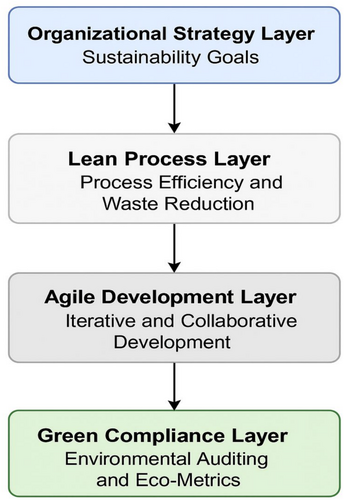 Organizational Strategy Layer
Sustainability Goals
Lean Process Layer
Process Efficiency and
Waste Reduction
Agile Development Layer
Iterative and Collaborative
Development
Green Compliance Layer
Environmental Auditing
and Eco-Metrics